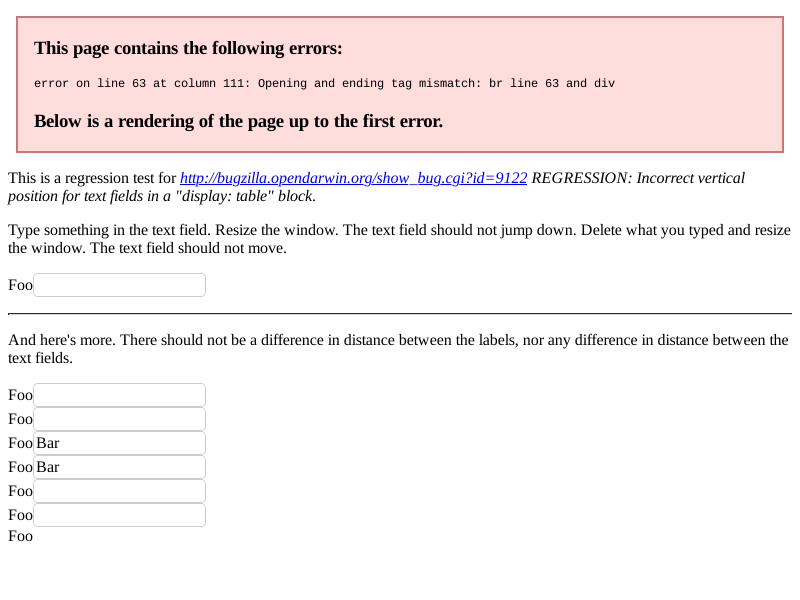 This page contains the following errors:
error on line 63 at column 111: Opening and ending tag mismatch: br line 63 and div
Below is a rendering of the page up to the first error.
This is a regression test for http://bugzilla.opendarwin.org/show_bug.cgi?id=9122 REGRESSION: Incorrect vertical
position for text fields in a "display: table" block.
Type something in the text field. Resize the window. The text field should not jump down. Delete what you typed and resize
the window. The text field should not move.
Foo
And here's more. There should not be a difference in distance between the labels, nor any difference in distance between the
text fields.
Foo
Foo
Foo Bar
Foo Bar
Foo
Foo
Foo